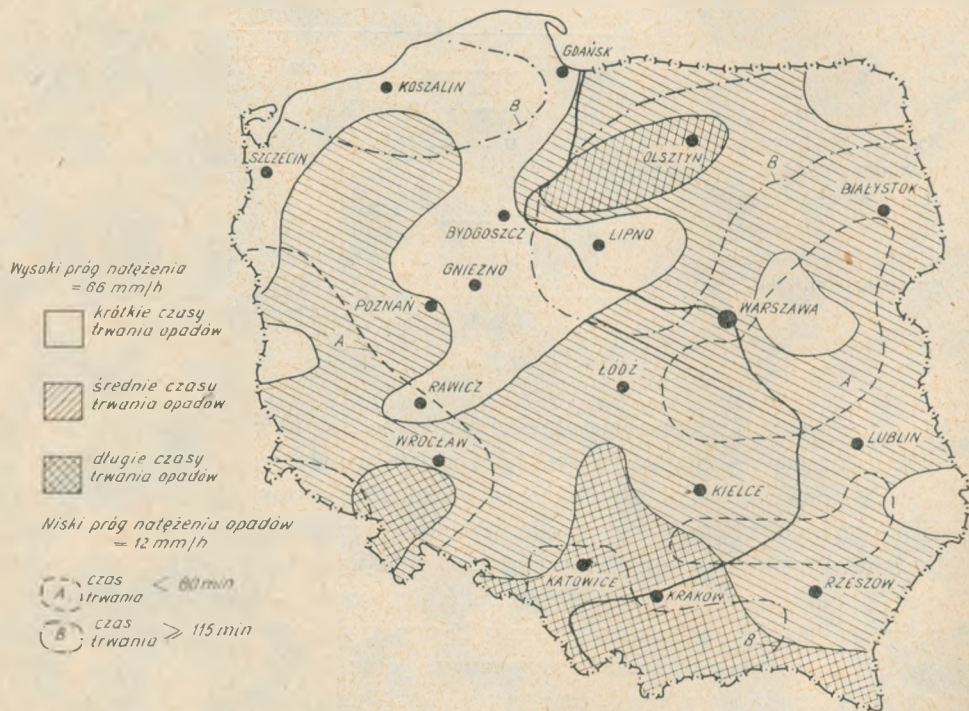 Wysoki próg natężenia
= 66 mm/h
krótkie czasy
trwania opadów
średnie czasy
trwania opadów
długie czasy
trwania opadów
Niski próg natężeniu opadów
= 12 mm/h
A czas
trwania < 60 min
B czas
trwania ⩾ 115 min
GDAŃSK
KOSZALIN
B
SZCZECIN
OLSZTYN
B
BIAŁYSTOK
BYDGOSZCZ
LIPNO
GNIEZNO
POZNAŃ
WARSZAWA
A
ŁÓDŹ
A
RAWICZ
WROCŁAW
LUBLIN
KIELCE
KATOWICE
KRAKÓW
RZESZÓW
B